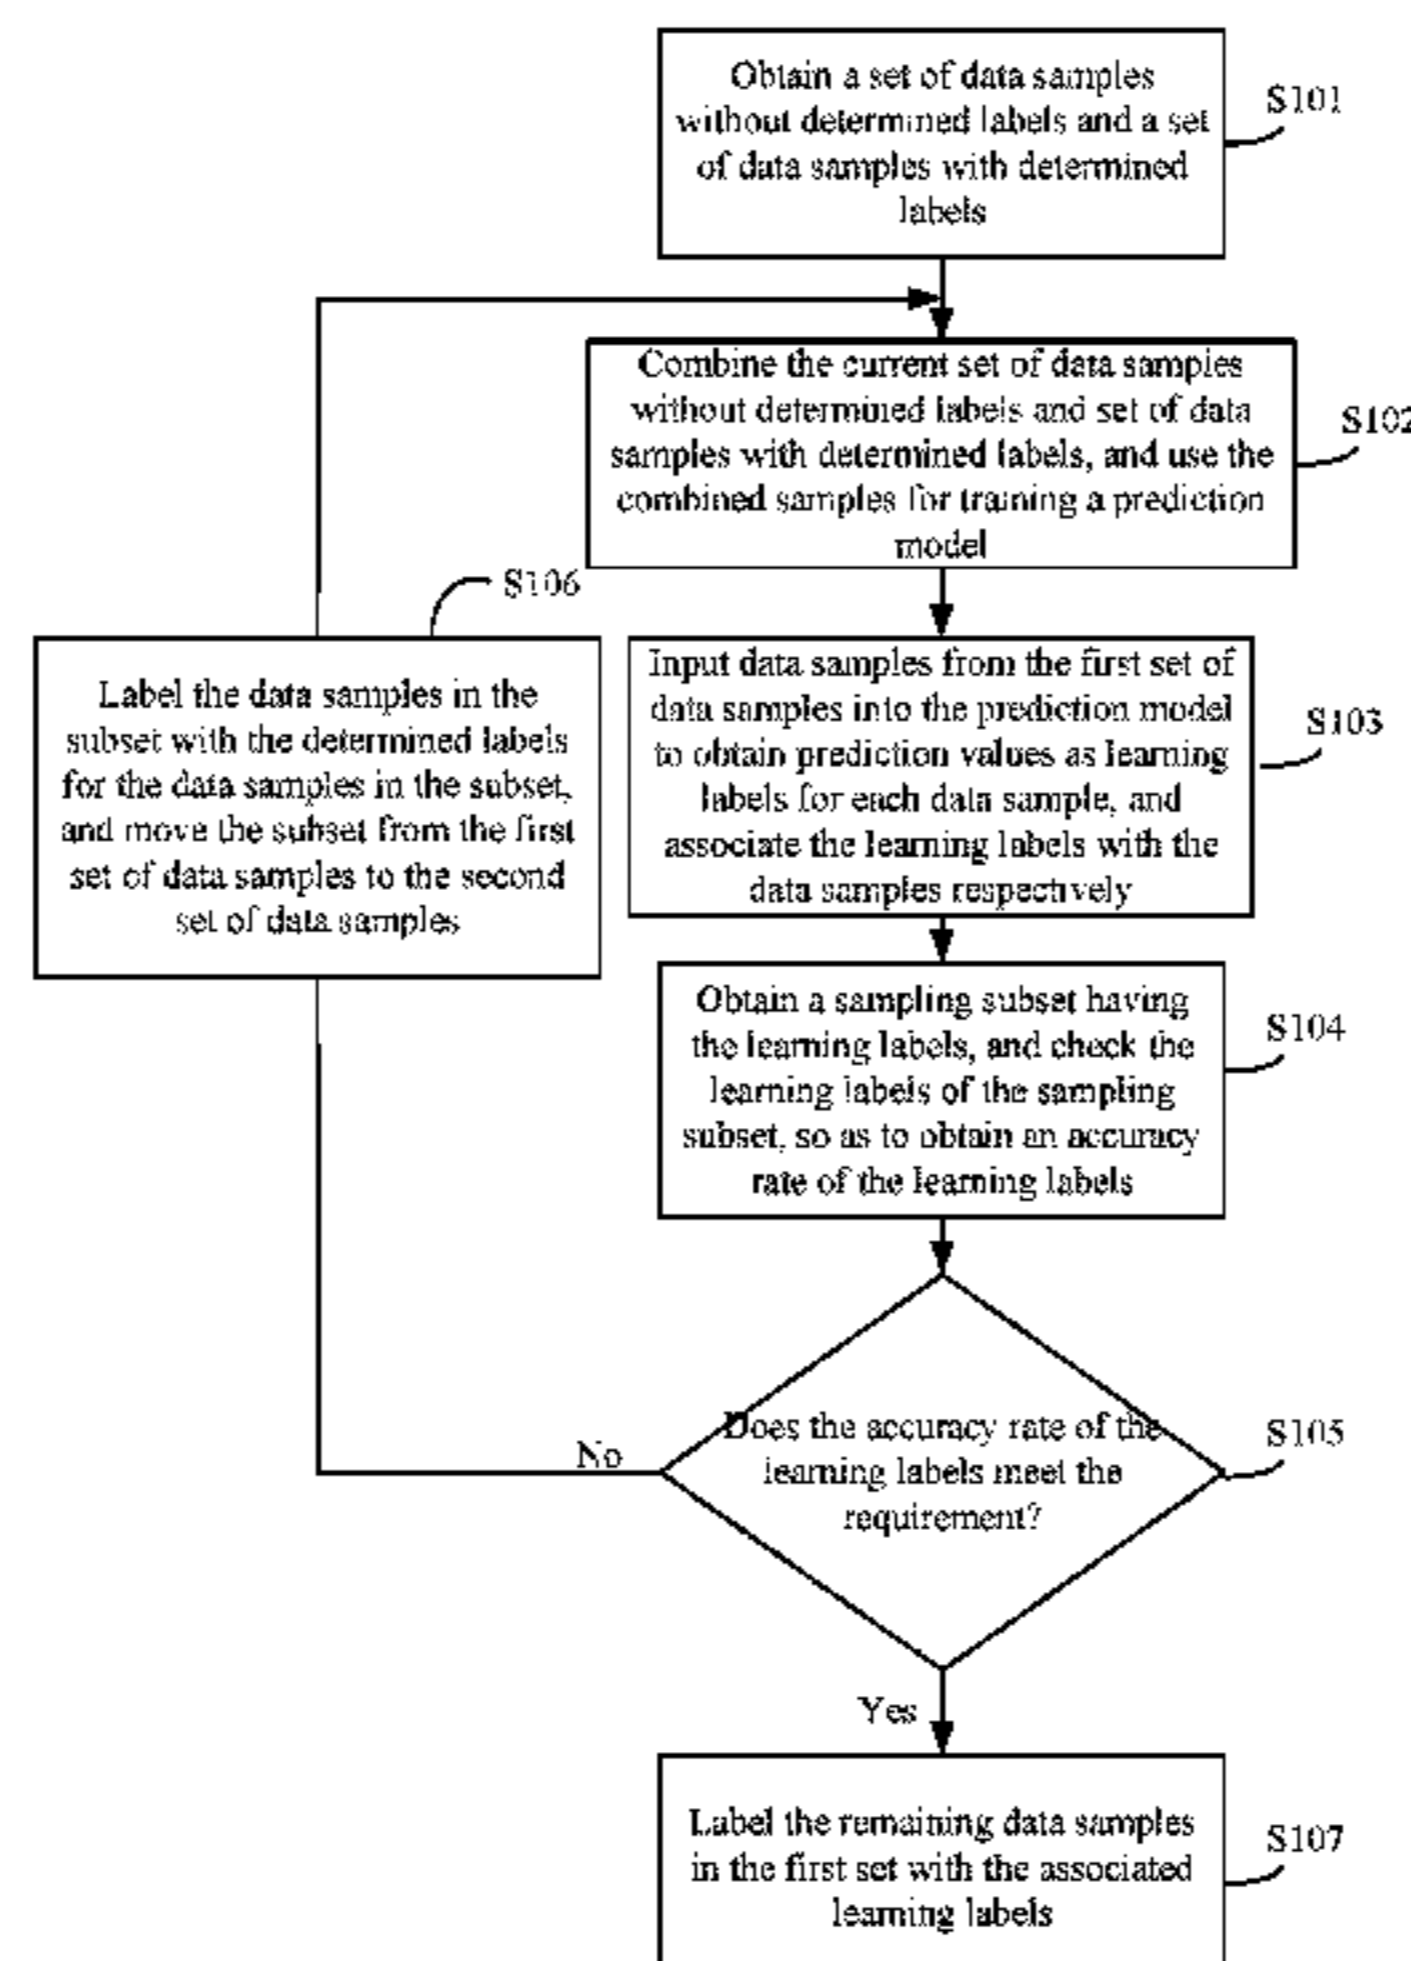 Obtain a set of data samples
without determined labels and a set
of data samples with determined
labels
S101
Combine the current set of data samples
without determined labels and set of data
samples with determined labels, and use the
combined samples for training a prediction
model
S102
S106
Label the data samples in the
subset with the determined labels
for the data samples in the subset,
and move the subset from the first
set of data samples to the second
set of data samples
Input data samples from the first set of
data samples into the prediction model
to obtain prediction values as learning
labels for each data sample, and
associate the learning labels with the
data samples respectively
S103
Obtain a sampling subset having
the learning labels, and check the
learning labels of the sampling
subset, so as to obtain an accuracy
rate of the learning labels
S104
Does the accuracy rate of the
learning labels meet the
requirement?
S105
No
Yes
Label the remaining data samples
in the first set with the associated
learning labels
S107